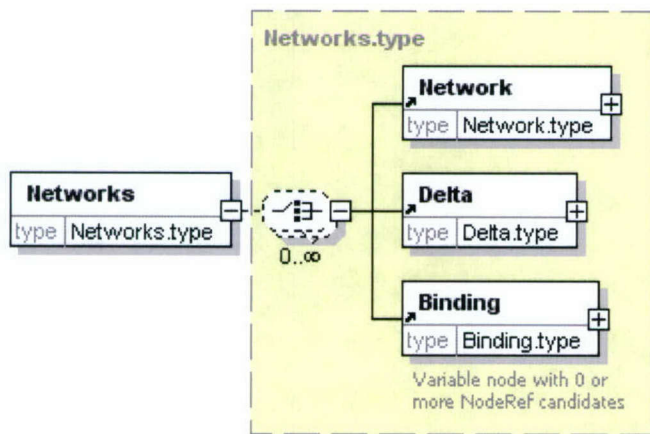 Networks.type
Network
type Network.type
Networks
type Networks.type
Delta
type Delta.type
0..∞
Binding
type Binding.type
Variable node with 0 or
more NodeRef candidates